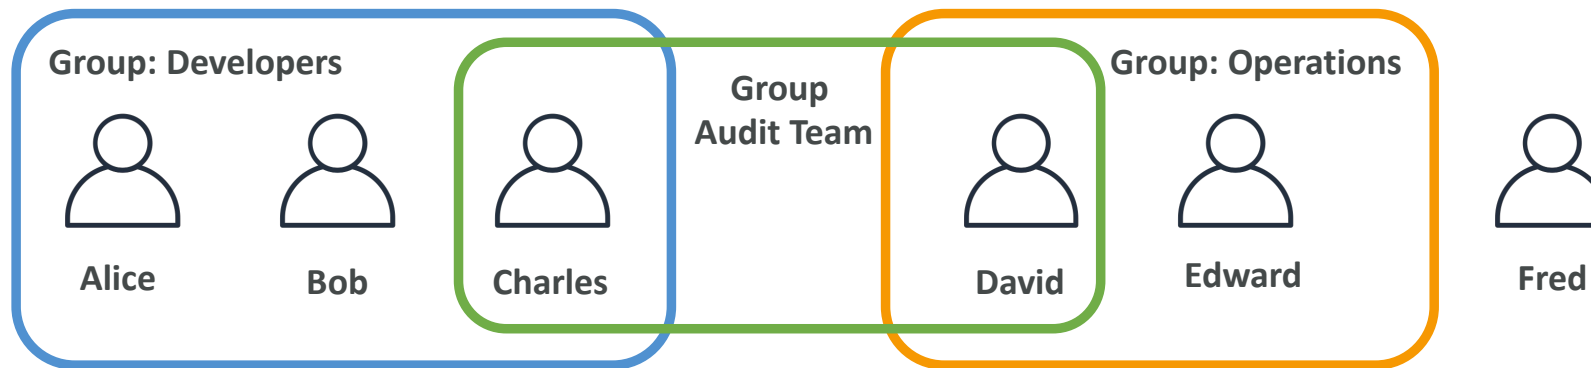 Group: Developers
Group
Audit Team
Group: Operations
Alice
Bob
Charles
David
Edward
Fred